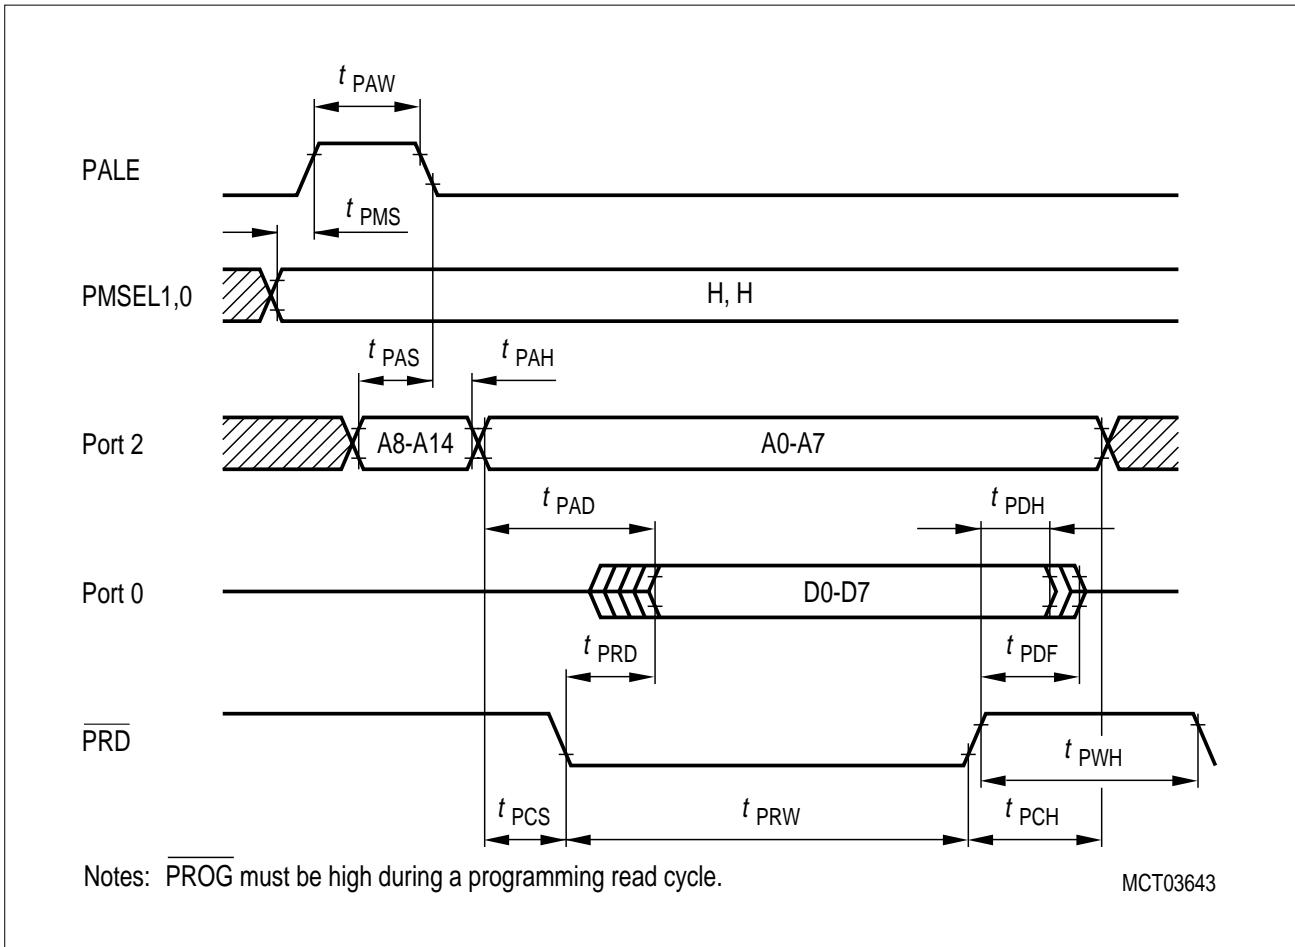 t PAW
PALE
t PMS
PMSEL1,0
H, H
t PAS
t PAH
Port 2
A8-A14
A0-A7
t PAD
t PDH
Port 0
D0-D7
t PRD
t PDF
PRD
t PWH
t PCS
t PRW
t PCH
Notes: PROG must be high during a programming read cycle.
MCT03643